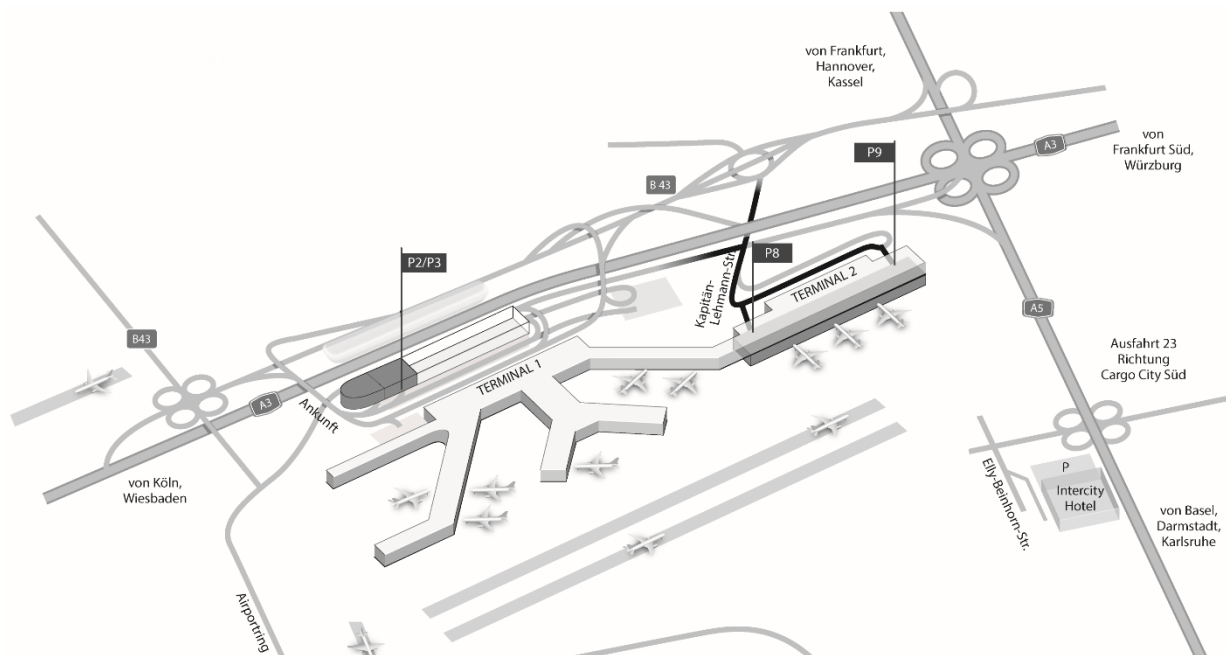 von Frankfurt,
Hannover,
Kassel
A3
von
Frankfurt Süd,
Würzburg
P9
B 43
P8
P2/P3
Kapitän-
Lehmann-Str.
TERMINAL 2
B43
A5
TERMINAL 1
Ausfahrt 23
Richtung
Cargo City Süd
A3
Ankunft
von Köln,
Wiesbaden
P
Intercity
Hotel
Elly-Beinhorn-Str.
von Basel,
Darmstadt,
Karlsruhe
Airportring